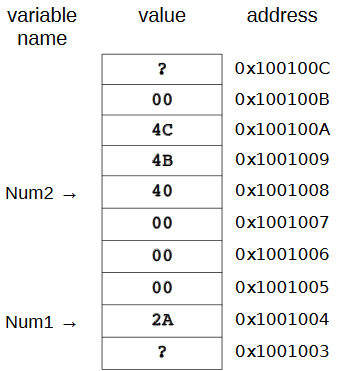 variable name value address
? 0x100100C
00 0x100100B
4C 0x100100A
4B 0x1001009
Num2 → 40 0x1001008
00 0x1001007
00 0x1001006
00 0x1001005
Num1 → 2A 0x1001004
? 0x1001003